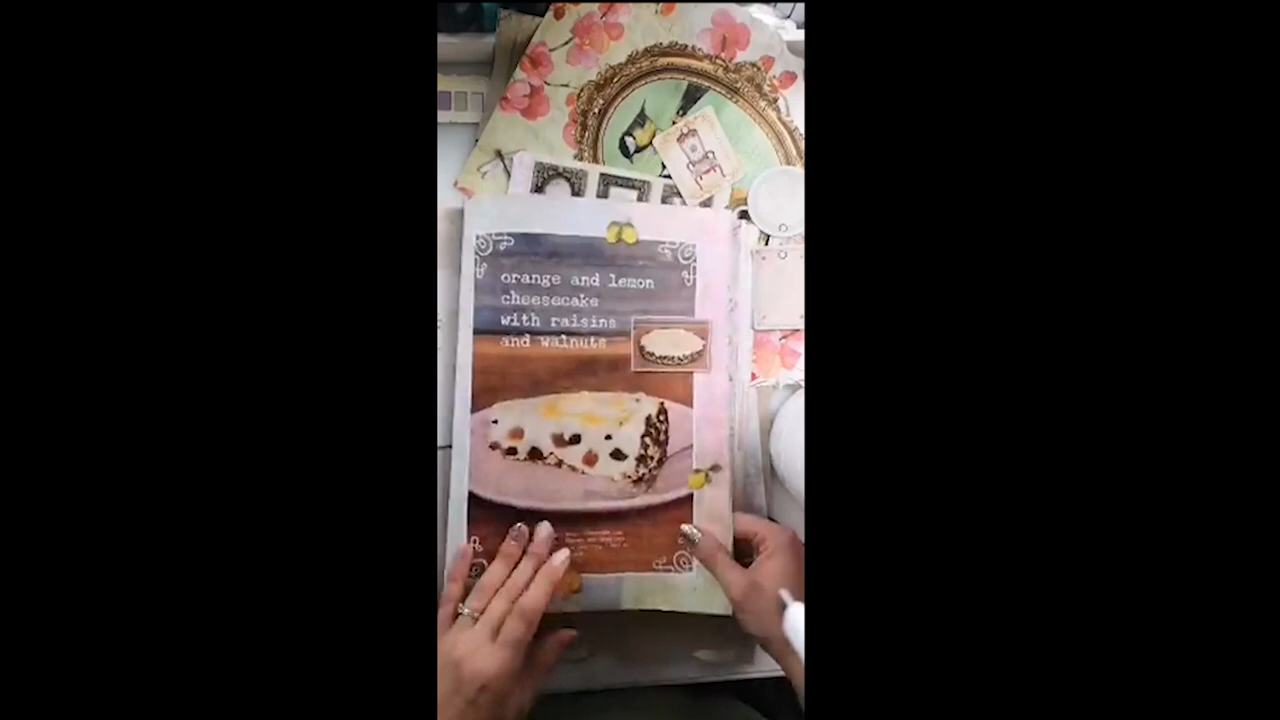 orange and lemon
cheesecake
with raisins
and walnuts